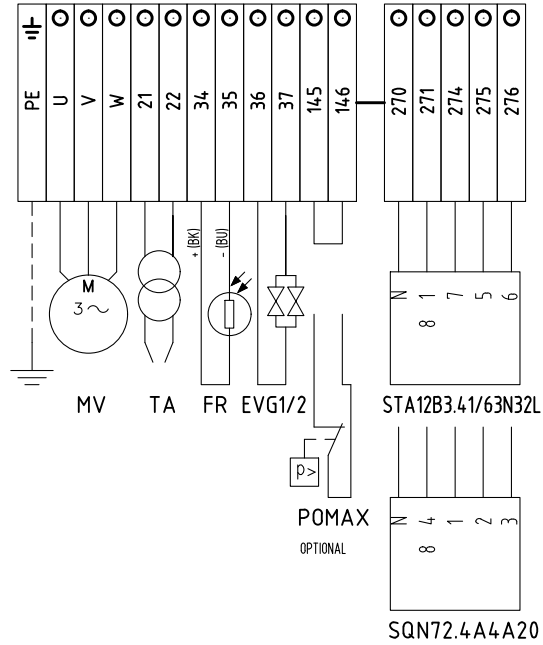 PE U V W 21 22 34 35 36 37 145 146 270 271 274 275 276
+ (BK) - (BU)
M
3~
N 1 7 5 6
8
MV TA FR EVG1/2 STA12B3.41/63N32L
p>
POMAX
OPTIONAL
N 4 1 2 3
8
SQN72.4A4A20